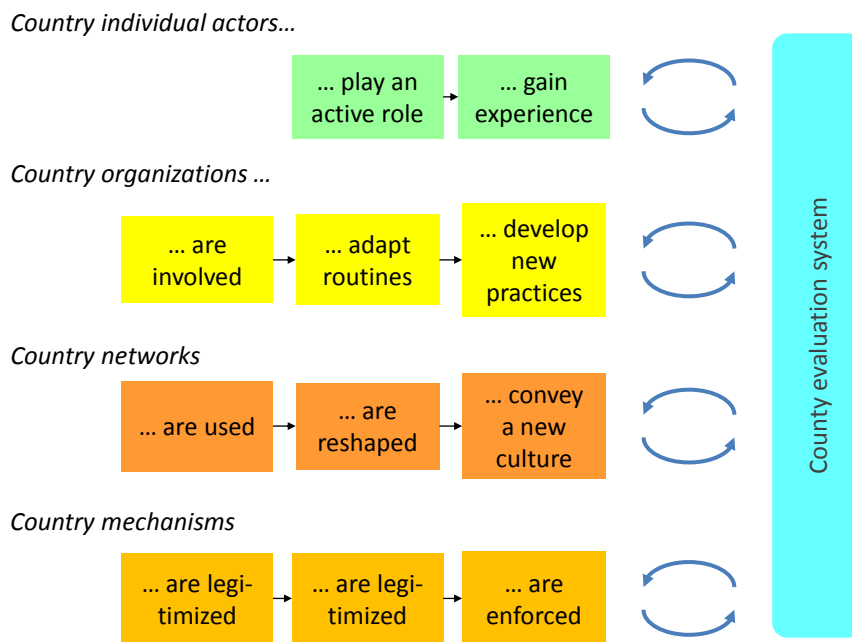 Country individual actors…
… play an
active role
… gain
experience
Country organizations …
… are
involved
… adapt
routines
… develop
new
practices
Country networks
… are used
… are
reshaped
… convey
a new
culture
Country mechanisms
… are legi-
timized
… are legi-
timized
… are
enforced
County evaluation system